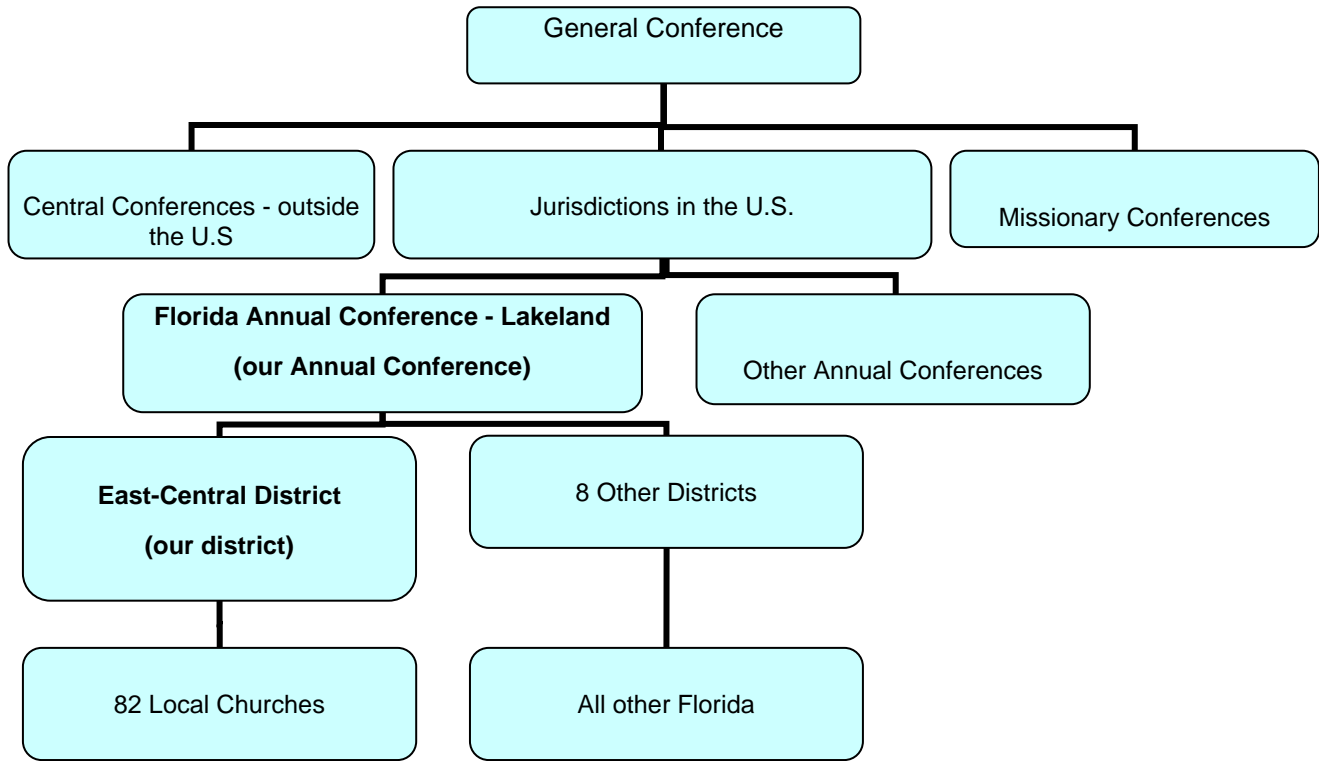 General Conference
Central Conferences - outside
the U.S
Jurisdictions in the U.S.
Missionary Conferences
Florida Annual Conference - Lakeland
(our Annual Conference)
Other Annual Conferences
East-Central District
(our district)
8 Other Districts
82 Local Churches
All other Florida